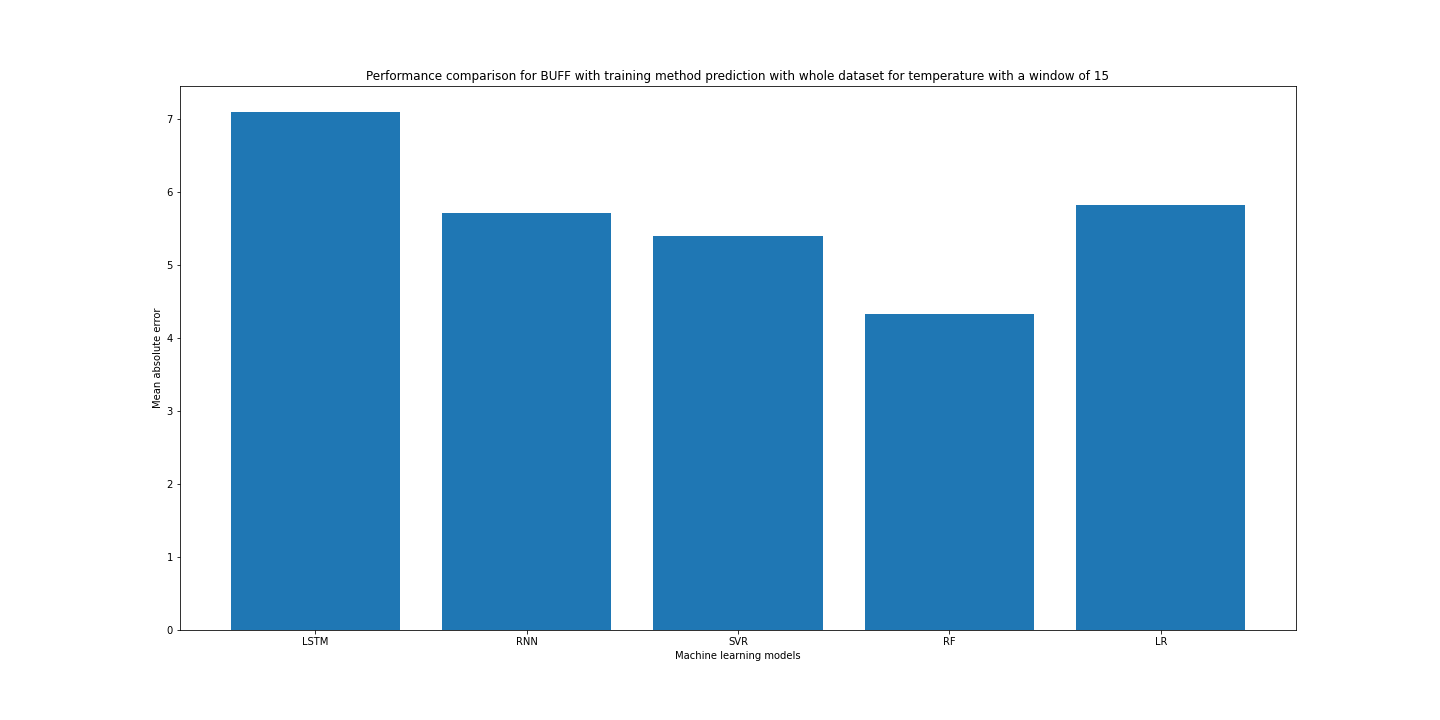 Performance comparison for BUFF with training method prediction with whole dataset for temperature with a window of 15
7
6
5
4
3
2
1
0
Mean absolute error
LSTM RNN SVR RF LR
Machine learning models